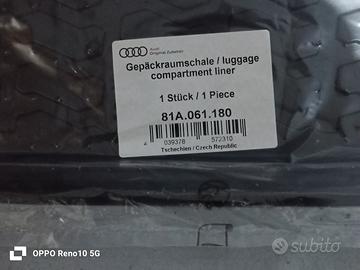 Audi
Original Zubehör
Gepäckraumschale / luggage
compartment liner
1 Stück / 1 Piece
81A.061.180
4 039378 572310
Tschechien / Czech Republic
OPPO Reno10 5G
subito